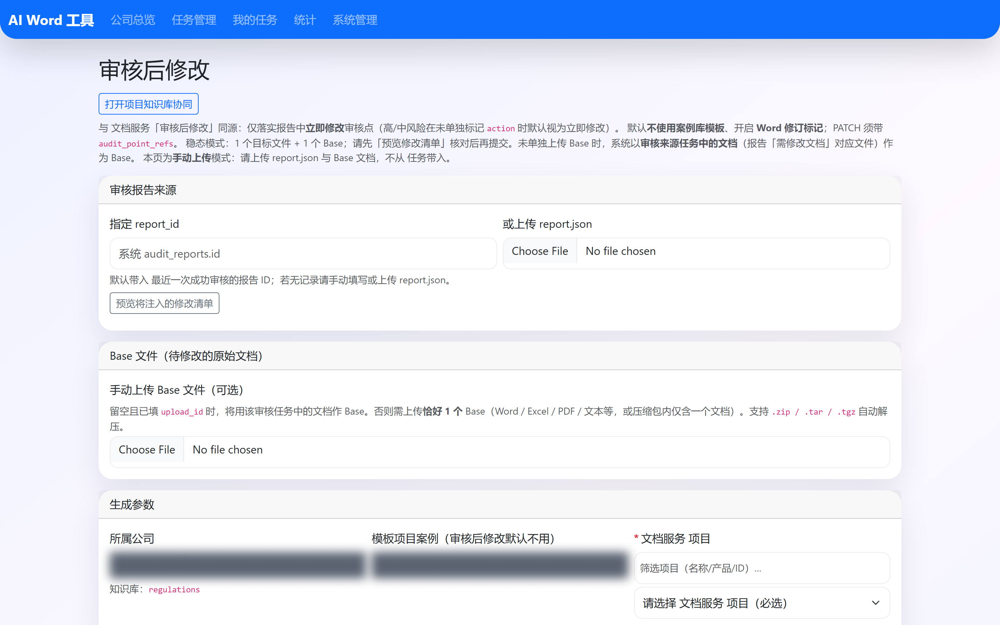 AI Word 工具 公司总览 任务管理 我的任务 统计 系统管理
审核后修改
打开项目知识库协同
与 文档服务「审核后修改」同源：仅落实报告中立即修改审核点（高/中风险在未单独标记 action 时默认视为立即修改）。 默认不使用案例库模板、开启 Word 修订标记；PATCH 须带
audit_point_refs。 稳态模式：1 个目标文件 + 1 个 Base；请先「预览修改清单」核对后再提交。未单独上传 Base 时，系统以审核来源任务中的文档（报告「需修改文档」对应文件）作
为 Base。 本页为手动上传模式：请上传 report.json 与 Base 文档，不从 任务带入。
审核报告来源
指定 report_id
或上传 report.json
系统 audit_reports.id
Choose File No file chosen
默认带入 最近一次成功审核的报告 ID；若无记录请手动填写或上传 report.json。
预览将注入的修改清单
Base 文件（待修改的原始文档）
手动上传 Base 文件（可选）
留空且已填 upload_id 时，将用该审核任务中的文档作 Base。否则需上传恰好 1 个 Base（Word / Excel / PDF / 文本等，或压缩包内仅含一个文档）。支持 .zip / .tar / .tgz 自动解
压。
Choose File No file chosen
生成参数
所属公司
模板项目案例（审核后修改默认不用）
* 文档服务 项目
筛选项目（名称/产品/ID）...
知识库：regulations
请选择 文档服务 项目（必选）